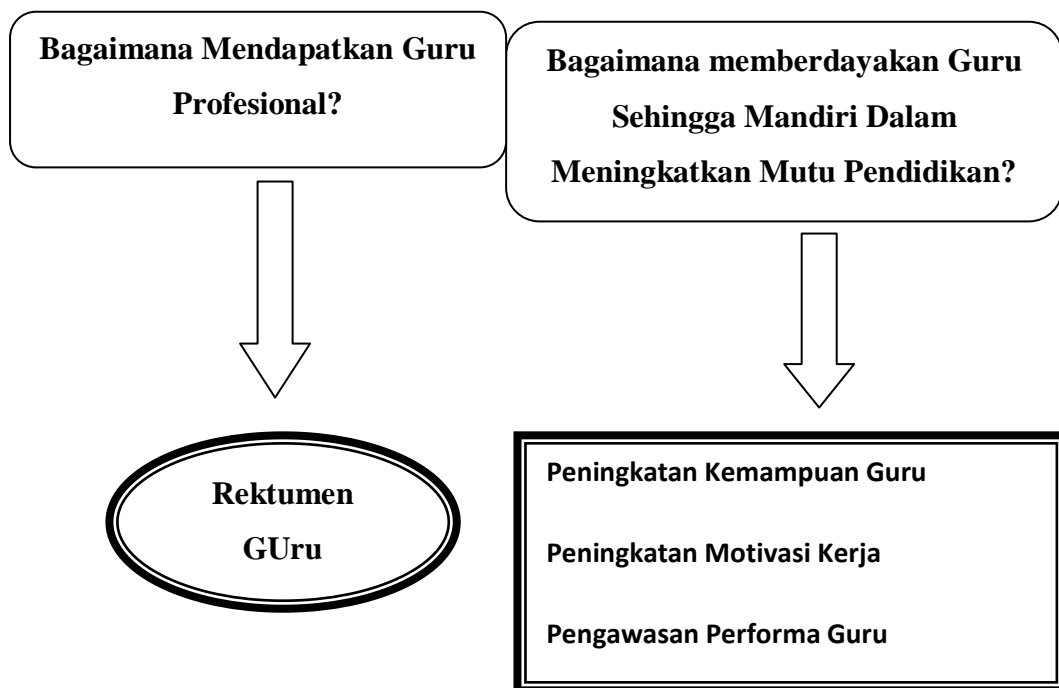 Bagaimana Mendapatkan Guru
Profesional?
Bagaimana memberdayakan Guru
Sehingga Mandiri Dalam
Meningkatkan Mutu Pendidikan?
Rektumen
GUru
Peningkatan Kemampuan Guru
Peningkatan Motivasi Kerja
Pengawasan Performa Guru